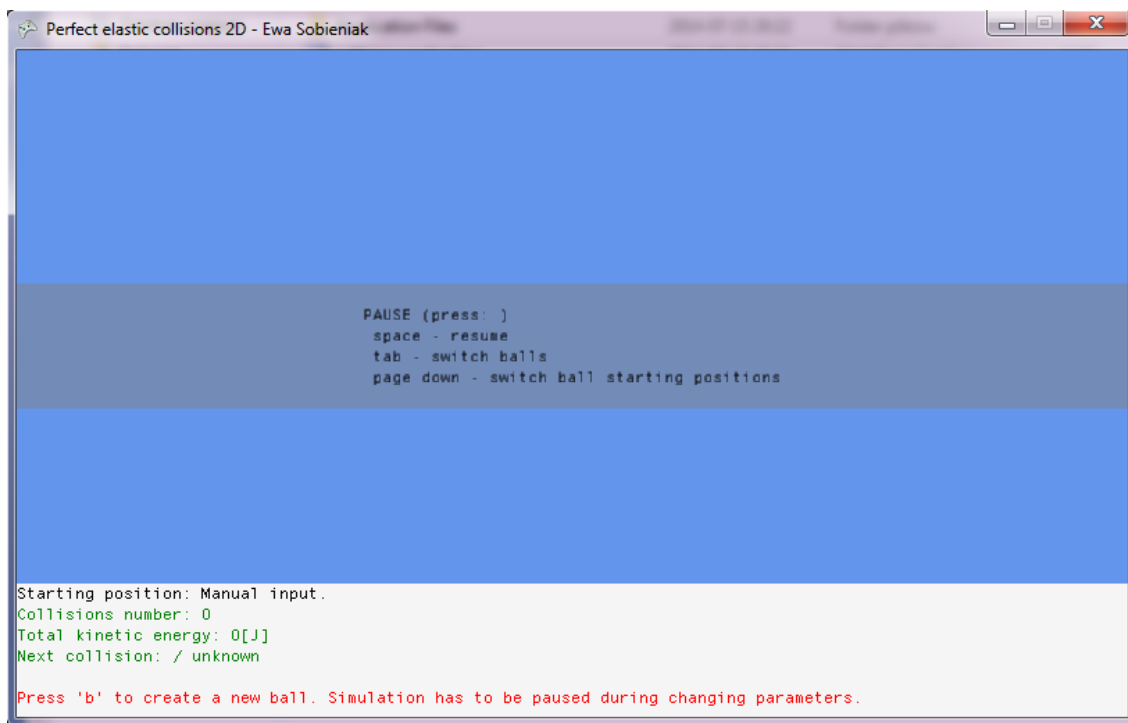 Perfect elastic collisions 2D - Ewa Sobieniak
PAUSE (press: )
space - resume
tab - switch balls
page down - switch ball starting positions
Starting position: Manual input.
Collisions number: 0
Total kinetic energy: 0[J]
Next collision: / unknown
Press 'b' to create a new ball. Simulation has to be paused during changing parameters.